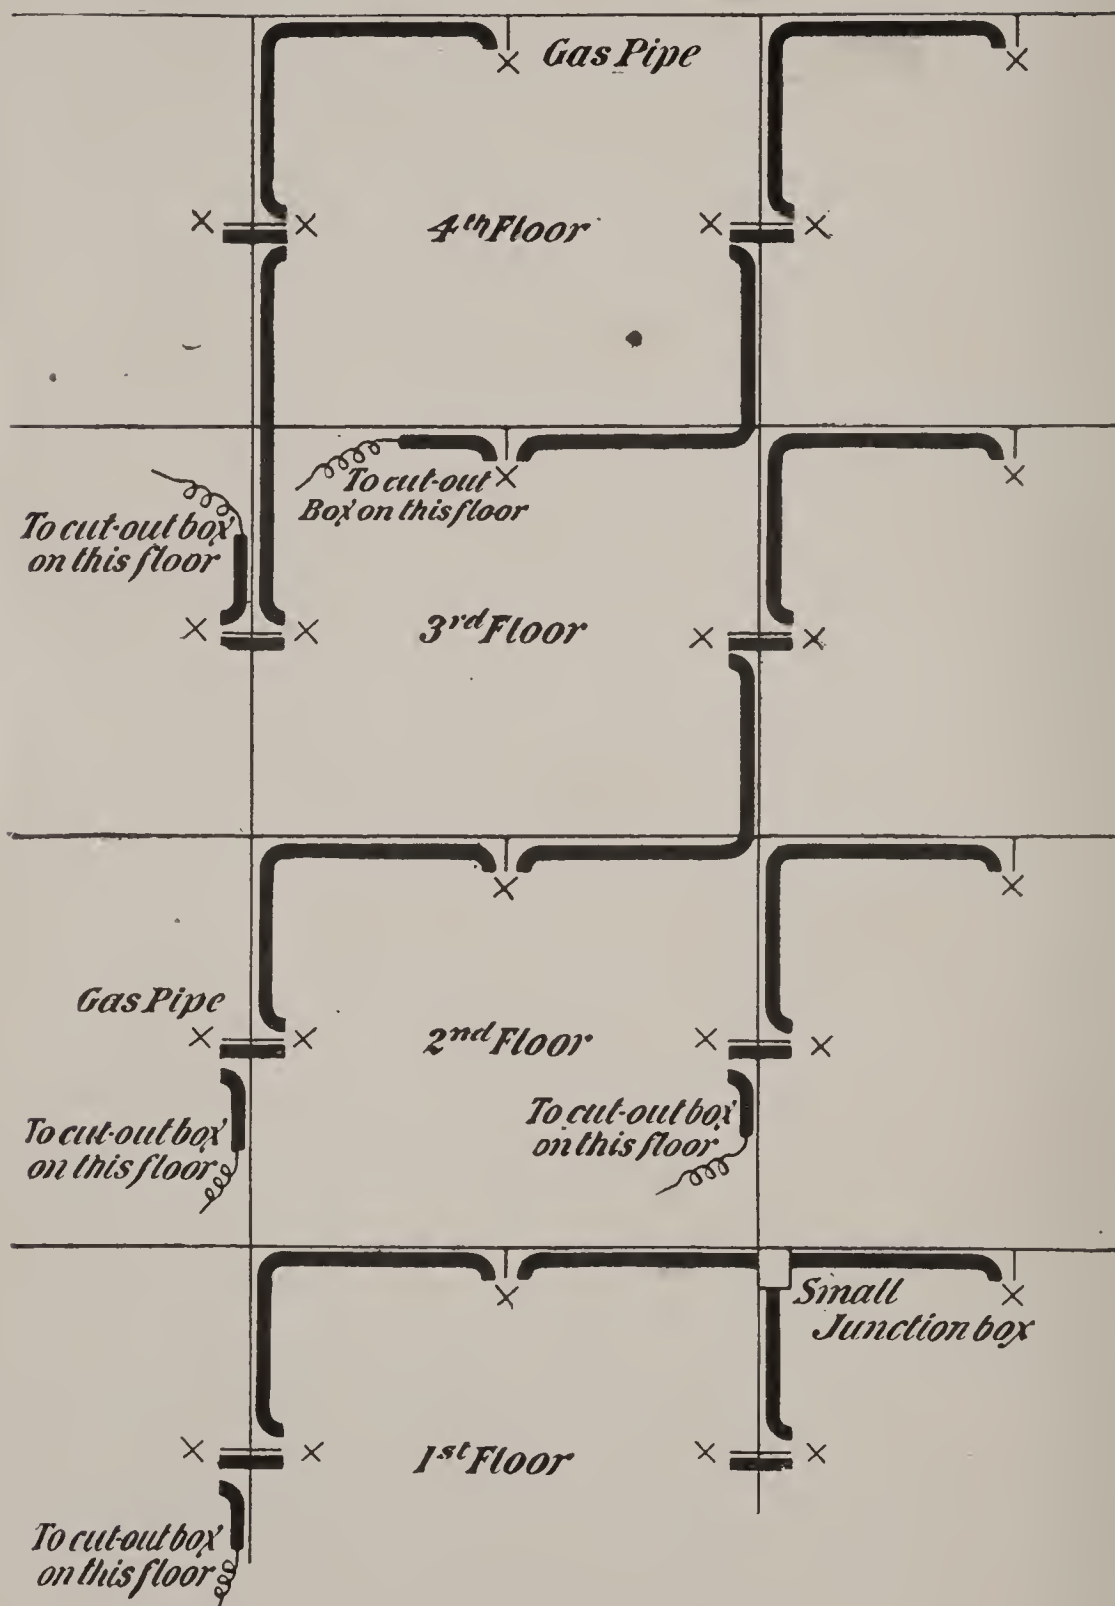 Gas Pipe
4th Floor
To cut-out
Box on this floor
To cut-out box
on this floor
3rd Floor
Gas Pipe
2nd Floor
To cut-out box
on this floor
To cut-out box
on this floor
Small
Junction box
1st Floor
To cut-out box
on this floor